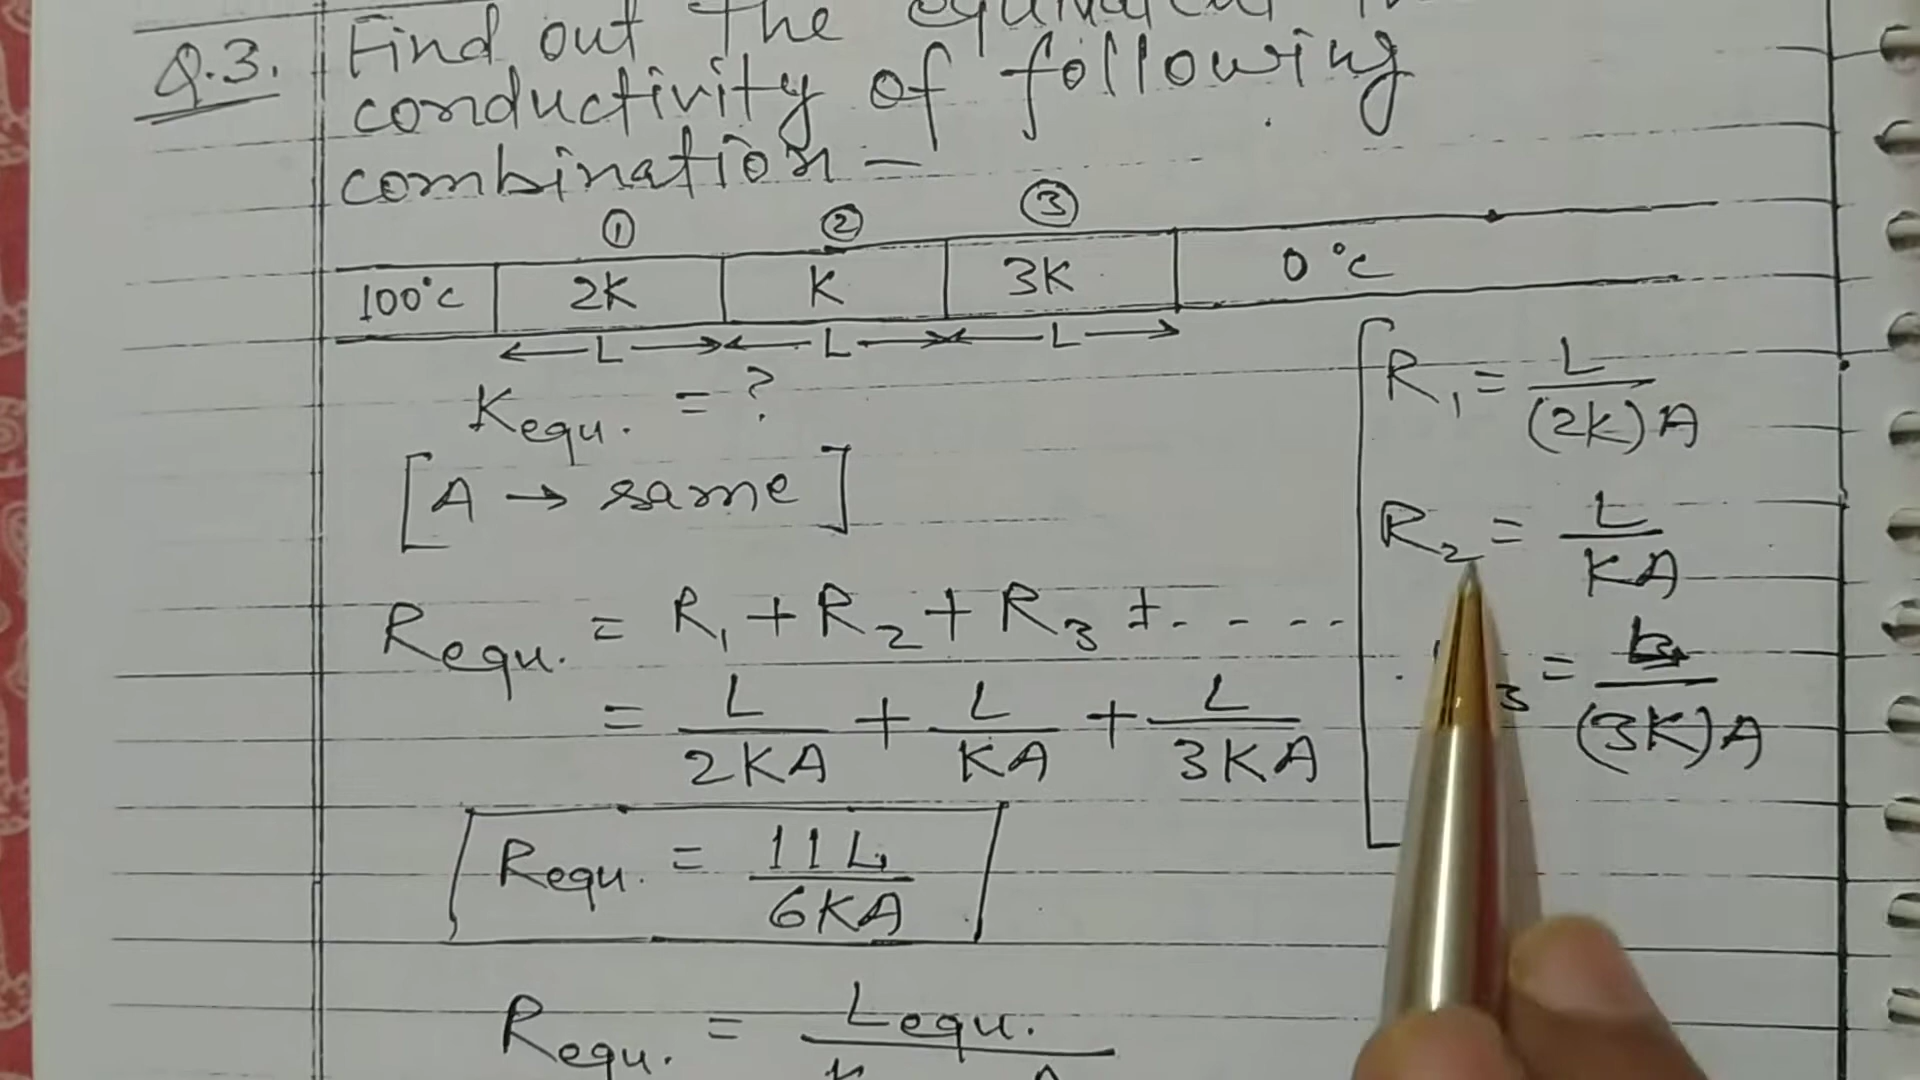 Q.3. Find out the
conductivity of following
combination -
① ② ③
100°C 2K K 3K 0°C
L L L
Kequ. = ?
[A → same]
R1 = L/(2K)A
R2 = L/KA
3 = L/(3K)A
Requ. = R1 + R2 + R3 + . - - - -
= L/2KA + L/KA + L/3KA
Requ. = 11L/6KA
Requ. = Lequ.